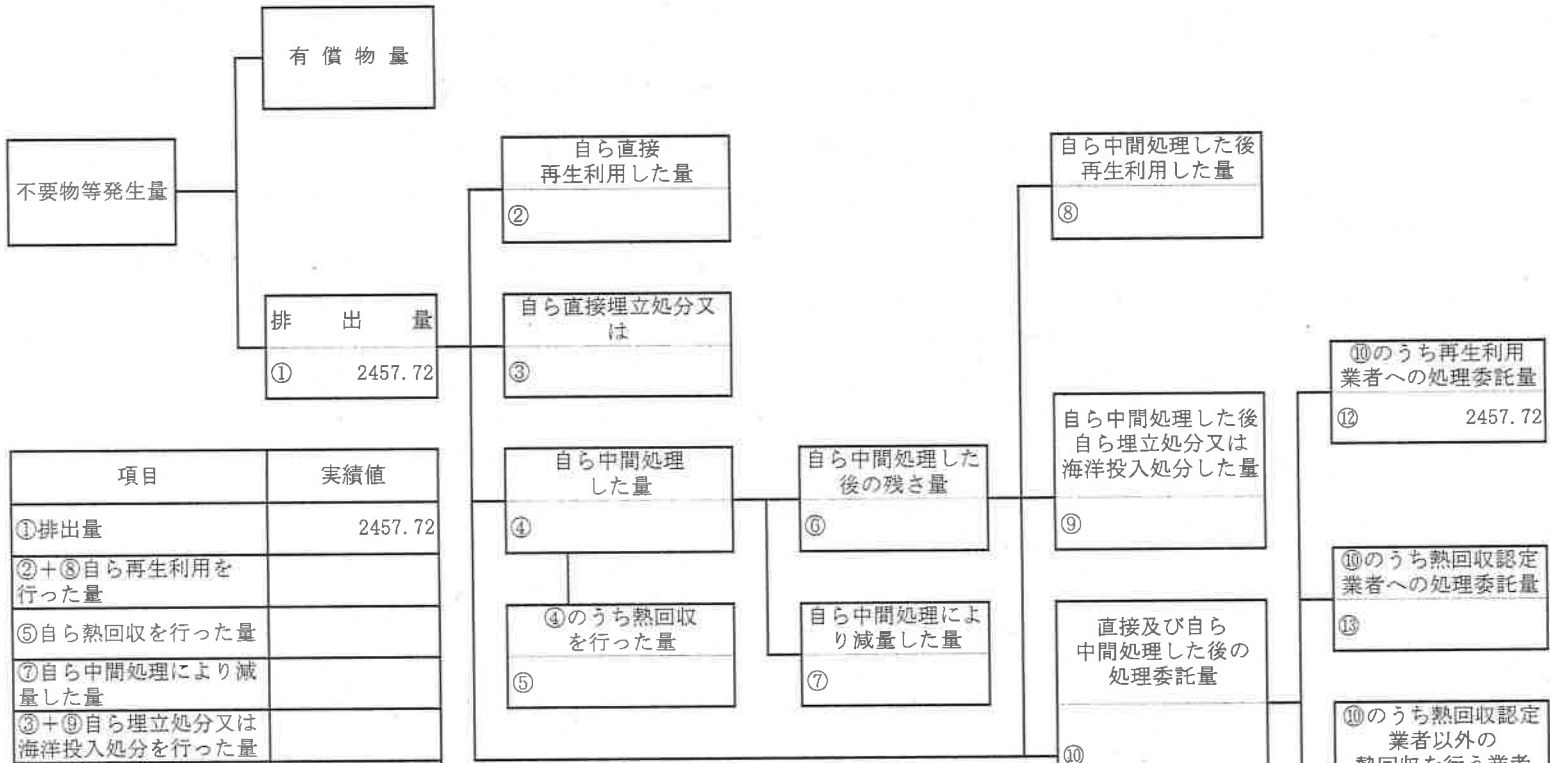 有 償 物 量
不要物等発生量
排 出 量
① 2457.72
自ら直接
再生利用した量
②
自ら直接埋立処分又
は
③
自ら中間処理
した量
④
④のうち熱回収
を行った量
⑤
自ら中間処理した
後の残さ量
⑥
自ら中間処理によ
り減量した量
⑦
自ら中間処理した後
再生利用した量
⑧
自ら中間処理した後
自ら埋立処分又は
海洋投入処分した量
⑨
直接及び自ら
中間処理した後の
処理委託量
⑩
⑩のうち再生利用
業者への処理委託量
⑫ 2457.72
⑩のうち熱回収認定
業者への処理委託量
⑬
⑩のうち熱回収認定
業者以外の
熱回収を行う業者
項目 実績値
①排出量 2457.72
②+⑧自ら再生利用を
行った量
⑤自ら熱回収を行った量
⑦自ら中間処理により減
量した量
③+⑨自ら埋立処分又は
海洋投入処分を行った量